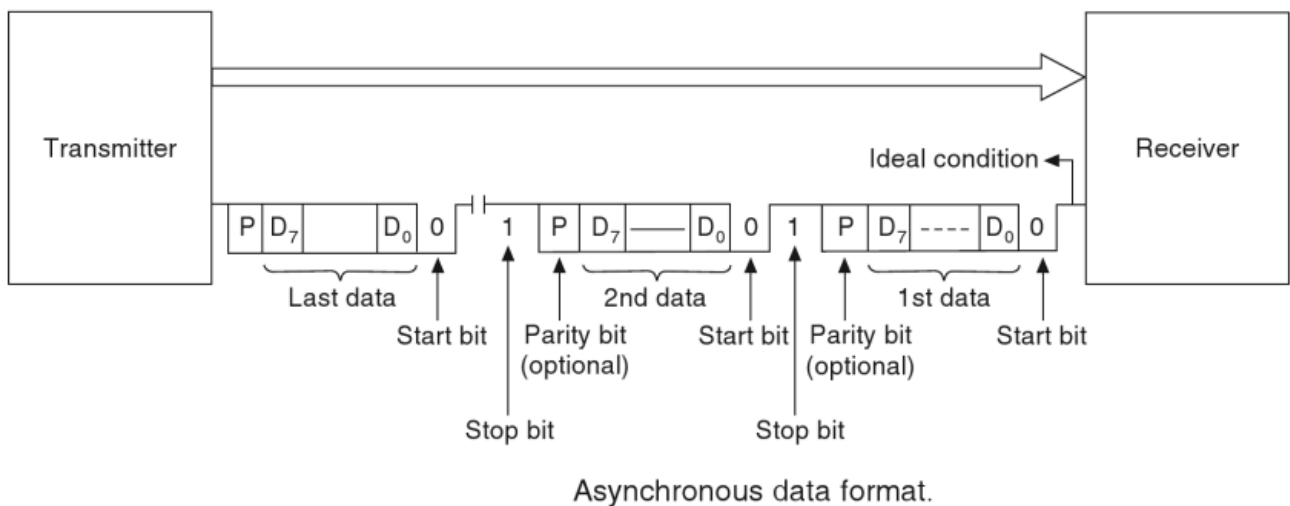 Transmitter
Receiver
Ideal condition
P D7 D0 0 1 P D7 D0 0 1 P D7 ---- D0 0
Last data 2nd data 1st data
Start bit Parity bit Start bit Parity bit Start bit
(optional) (optional)
Stop bit Stop bit
Asynchronous data format.